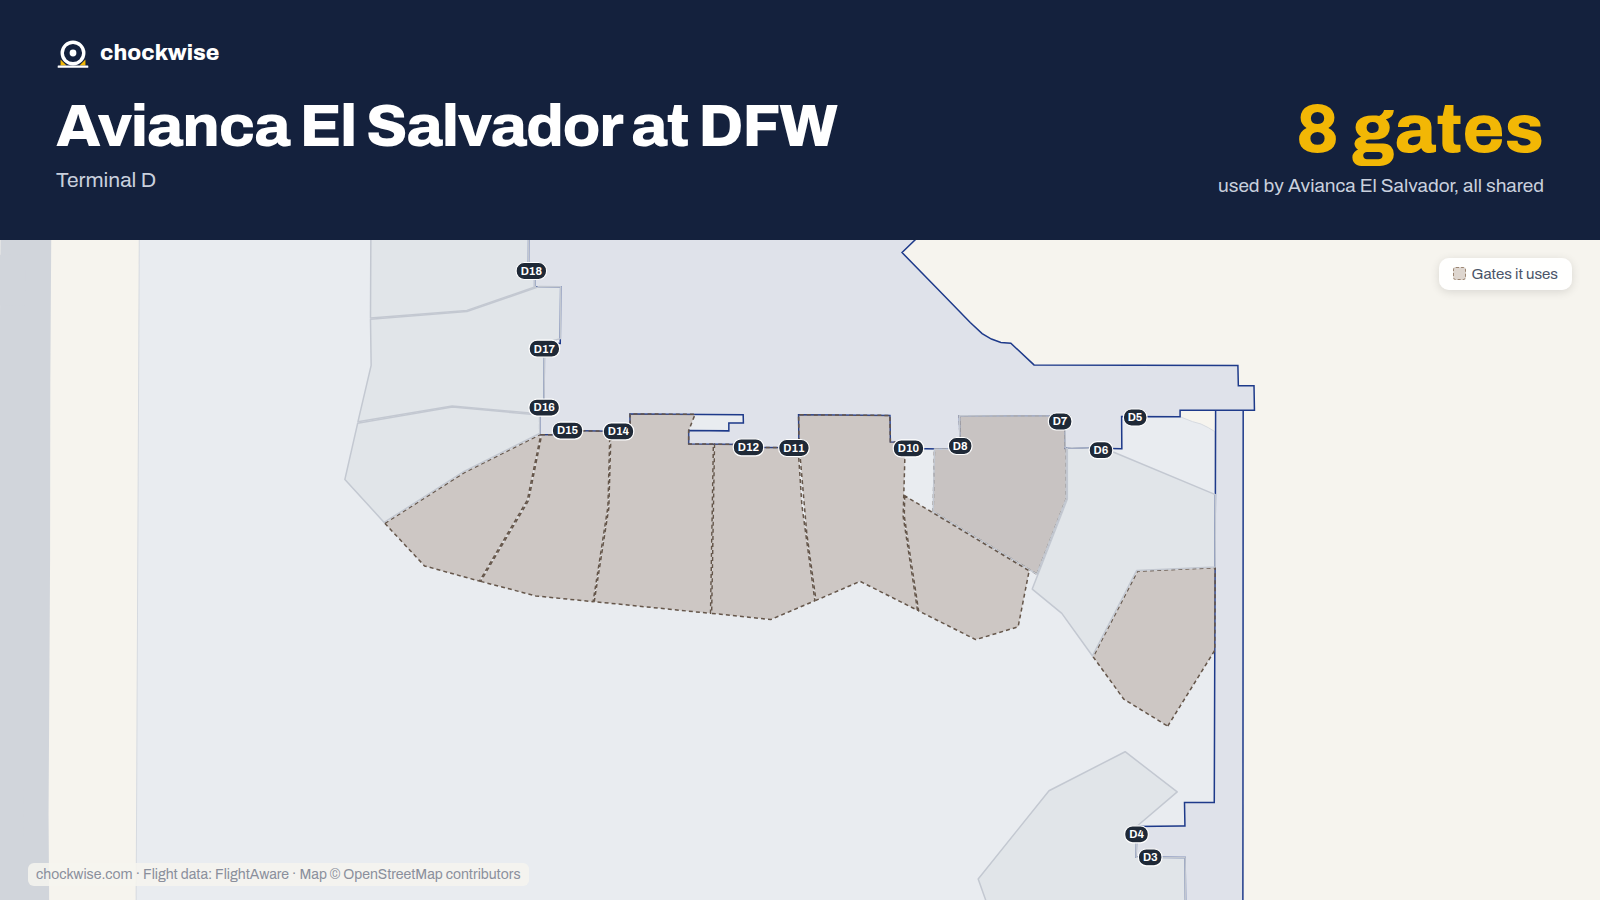 chockwise
Avianca El Salvador at DFW
Terminal D
8 gates
used by Avianca El Salvador, all shared
Gates it uses
D18
D17
D16
D15
D14
D12
D11
D10
D8
D7
D6
D5
D4
D3
chockwise.com · Flight data: FlightAware · Map © OpenStreetMap contributors